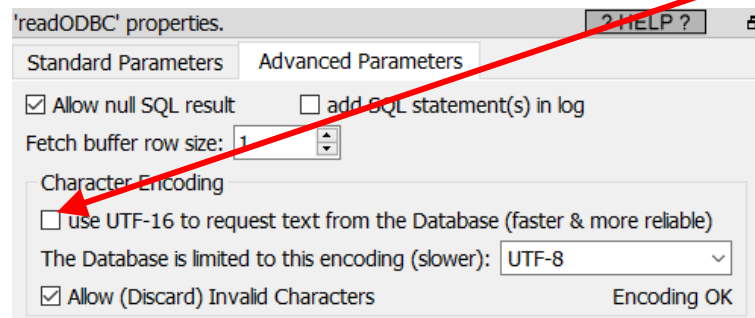 'readODBC' properties. ? HELP ?
Standard Parameters Advanced Parameters
Allow null SQL result add SQL statement(s) in log
Fetch buffer row size: 1
Character Encoding
use UTF-16 to request text from the Database (faster & more reliable)
The Database is limited to this encoding (slower): UTF-8
Allow (Discard) Invalid Characters Encoding OK